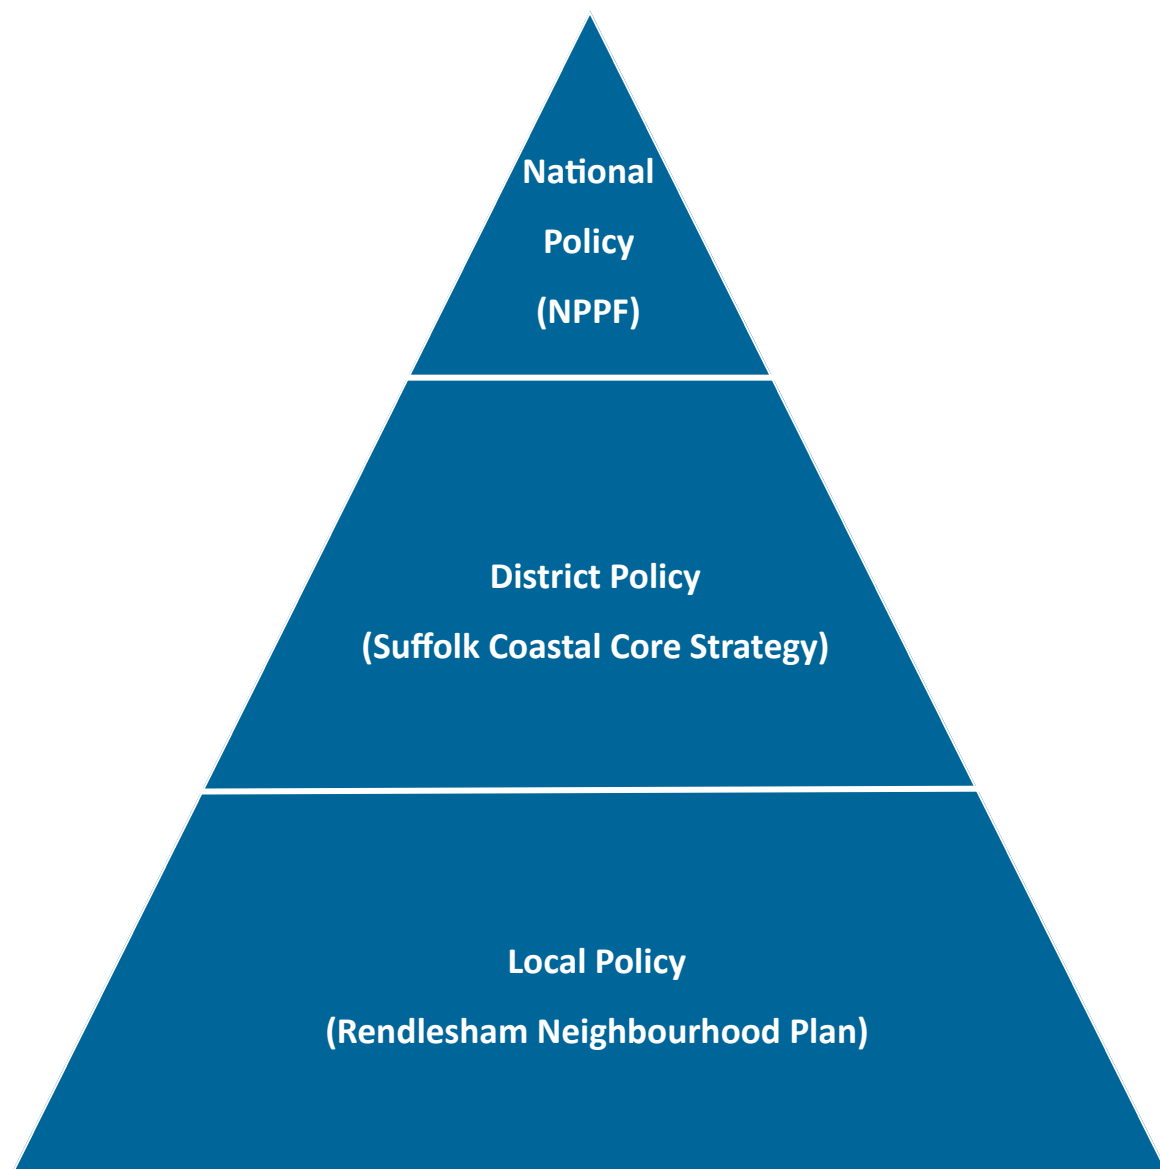 National
Policy
(NPPF)
District Policy
(Suffolk Coastal Core Strategy)
Local Policy
(Rendlesham Neighbourhood Plan)